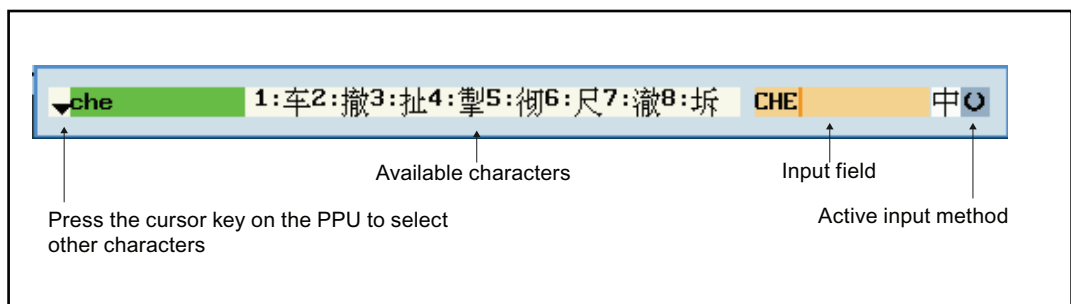 che 1:车2:撤3:扯4:掣5:彻6:尺7:澈8:坼 CHE 中
Available characters
Input field
Press the cursor key on the PPU to select
other characters
Active input method